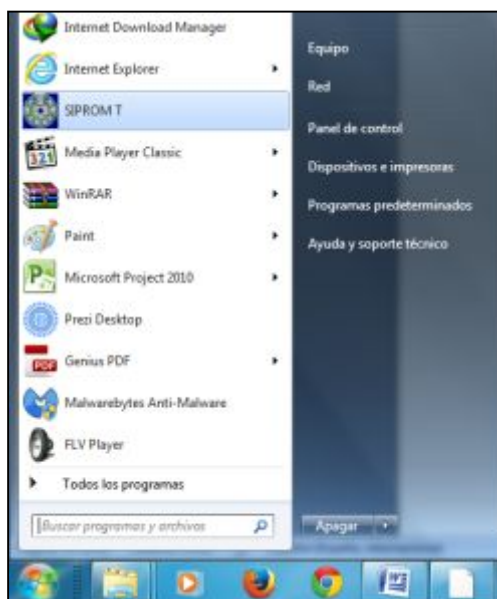 Internet Download Manager
Internet Explorer
SIPROM T
321
Media Player Classic
WinRAR
Paint
Microsoft Project 2010
Prezi Desktop
PDF
Genius PDF
Malwarebytes Anti-Malware
FLV Player
Todos los programas
Buscar programas y archivos
Equipo
Red
Panel de control
Dispositivos e impresoras
Programas predeterminados
Ayuda y soporte técnico
Apagar